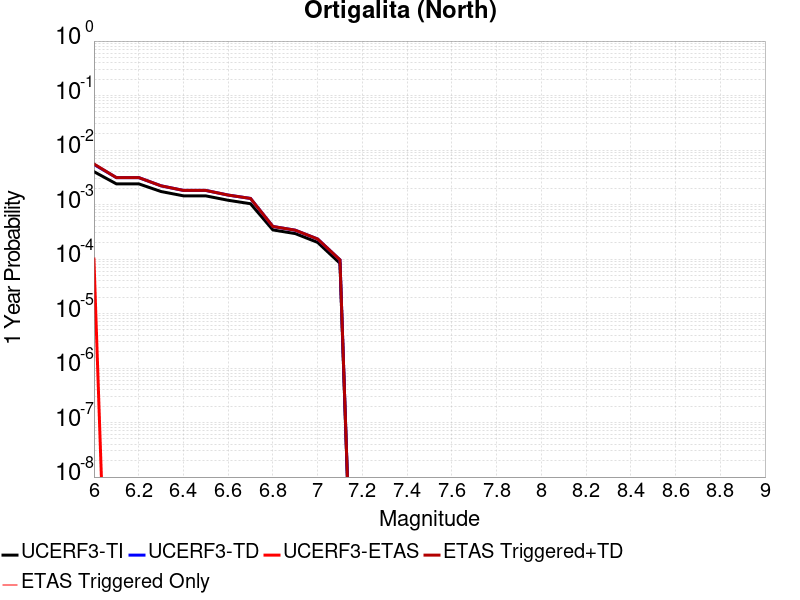 Ortigalita (North)
10^0
10^-1
10^-2
10^-3
10^-4
10^-5
10^-6
10^-7
10^-8
1 Year Probability
6 6.2 6.4 6.6 6.8 7 7.2 7.4 7.6 7.8 8 8.2 8.4 8.6 8.8 9
Magnitude
UCERF3-TI UCERF3-TD UCERF3-ETAS ETAS Triggered+TD
ETAS Triggered Only